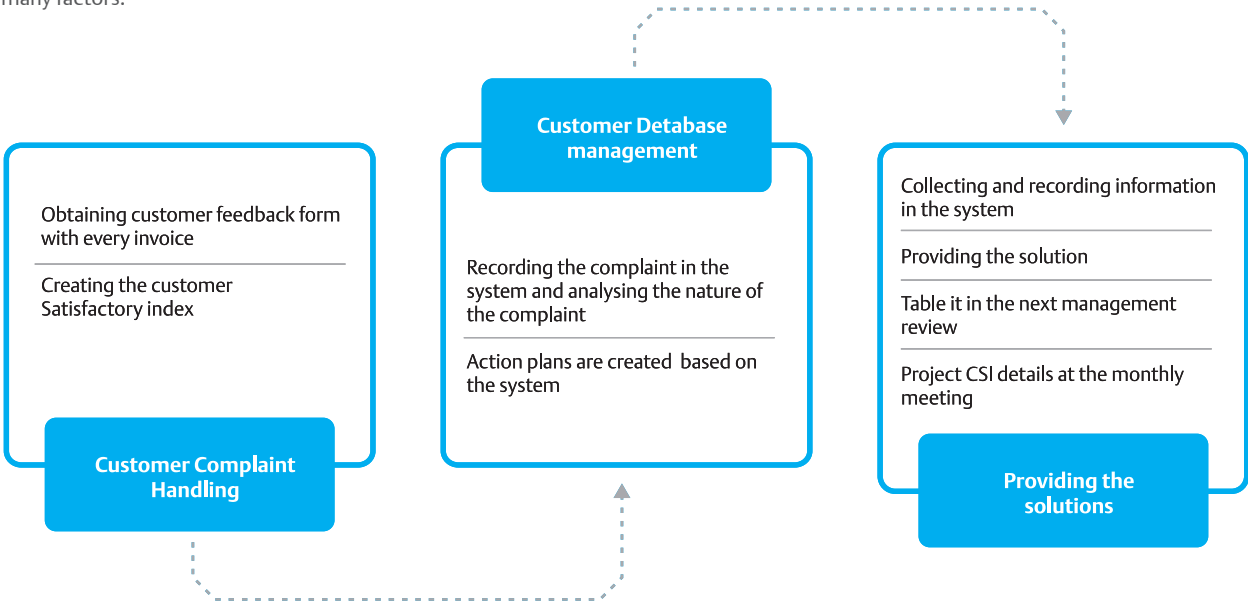 many factors.
Obtaining customer feedback form
with every invoice
Creating the customer
Satisfactory index
Customer Complaint
Handling
Customer Detabase
management
Recording the complaint in the
system and analysing the nature of
the complaint
Action plans are created based on
the system
Collecting and recording information
in the system
Providing the solution
Table it in the next management
review
Project CSI details at the monthly
meeting
Providing the
solutions